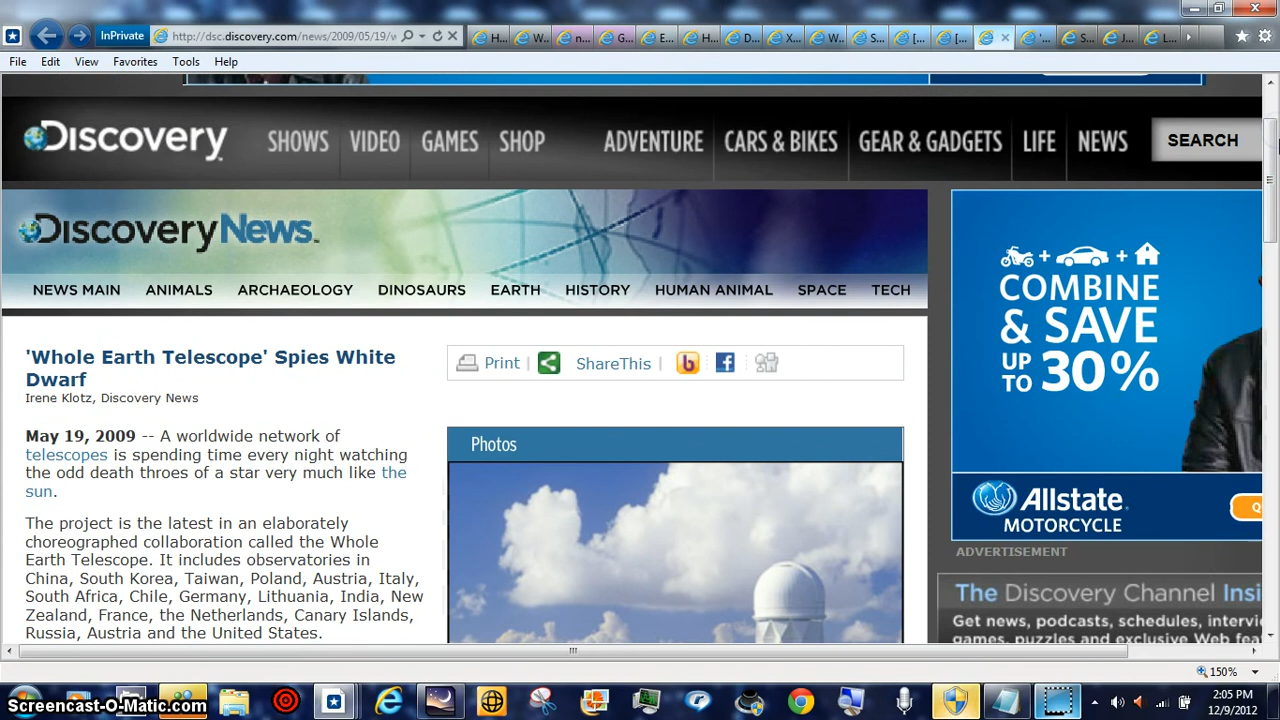 InPrivate
http://dsc.discovery.com/news/2009/05/19/w
H...
W...
n...
G...
E...
H...
D...
X...
W...
S...
[...
[...
'...
S...
J...
L...
File Edit View Favorites Tools Help
Discovery
SHOWS VIDEO GAMES SHOP ADVENTURE CARS & BIKES GEAR & GADGETS LIFE NEWS SEARCH
Discovery News
NEWS MAIN ANIMALS ARCHAEOLOGY DINOSAURS EARTH HISTORY HUMAN ANIMAL SPACE TECH
'Whole Earth Telescope' Spies White
Dwarf
Irene Klotz, Discovery News
May 19, 2009 -- A worldwide network of
telescopes is spending time every night watching
the odd death throes of a star very much like the
sun.
The project is the latest in an elaborately
choreographed collaboration called the Whole
Earth Telescope. It includes observatories in
China, South Korea, Taiwan, Poland, Austria, Italy,
South Africa, Chile, Germany, Lithuania, India, New
Zealand, France, the Netherlands, Canary Islands,
Russia, Austria and the United States.
Print | ShareThis |
Photos
COMBINE
& SAVE
UP TO 30%
Allstate
MOTORCYCLE
ADVERTISEMENT
The Discovery Channel Insi
Get news, podcasts, schedules, intervie
games, puzzles and exclusive Web fea
150%
Screencast-O-Matic.com
2:05 PM
12/9/2012